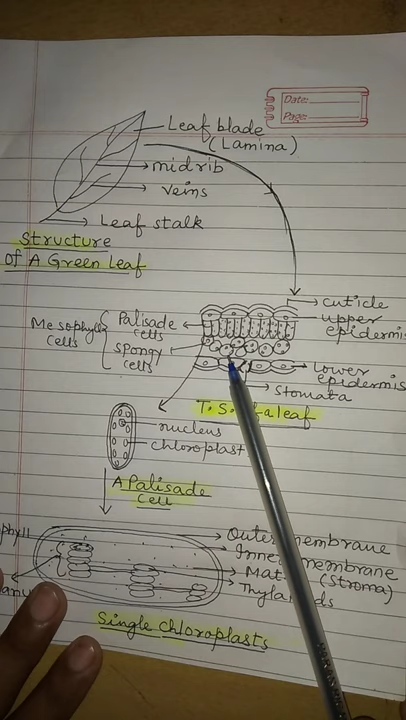 Date:
Page:
Leaf blade
(Lamina)
midrib
veins
Leaf stalk
Structure
of A Green Leaf
cuticle
upper
epidermis
Mesophyll
cells
Palisade
cells
Spongy
cells
Lower
epidermis
Stomata
T.S. leaf
nucleus
chloroplast
A Palisade
Cell
Outer membrane
membrane
(Stroma)
Single Chloroplasts